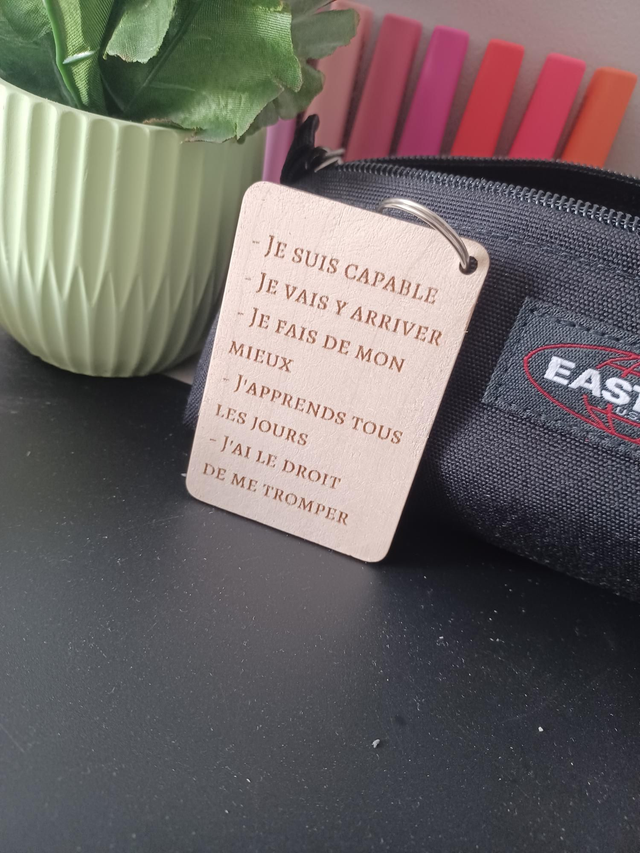 - Je suis capable
- Je vais y arriver
- Je fais de mon
mieux
- J'apprends tous
les jours
- J'ai le droit
de me tromper
EAST